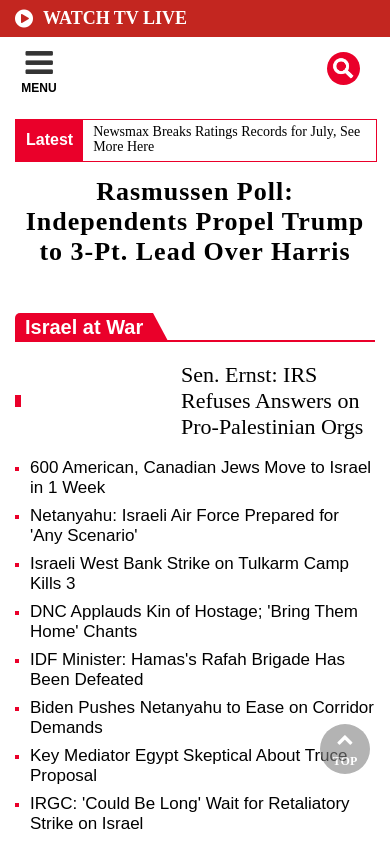 WATCH TV LIVE
MENU
Latest
Newsmax Breaks Ratings Records for July, See
More Here
Rasmussen Poll:
Independents Propel Trump
to 3-Pt. Lead Over Harris
Israel at War
Sen. Ernst: IRS
Refuses Answers on
Pro-Palestinian Orgs
600 American, Canadian Jews Move to Israel
in 1 Week
Netanyahu: Israeli Air Force Prepared for
'Any Scenario'
Israeli West Bank Strike on Tulkarm Camp
Kills 3
DNC Applauds Kin of Hostage; 'Bring Them
Home' Chants
IDF Minister: Hamas's Rafah Brigade Has
Been Defeated
Biden Pushes Netanyahu to Ease on Corridor
Demands
Key Mediator Egypt Skeptical About Truce
Proposal
TOP
IRGC: 'Could Be Long' Wait for Retaliatory
Strike on Israel